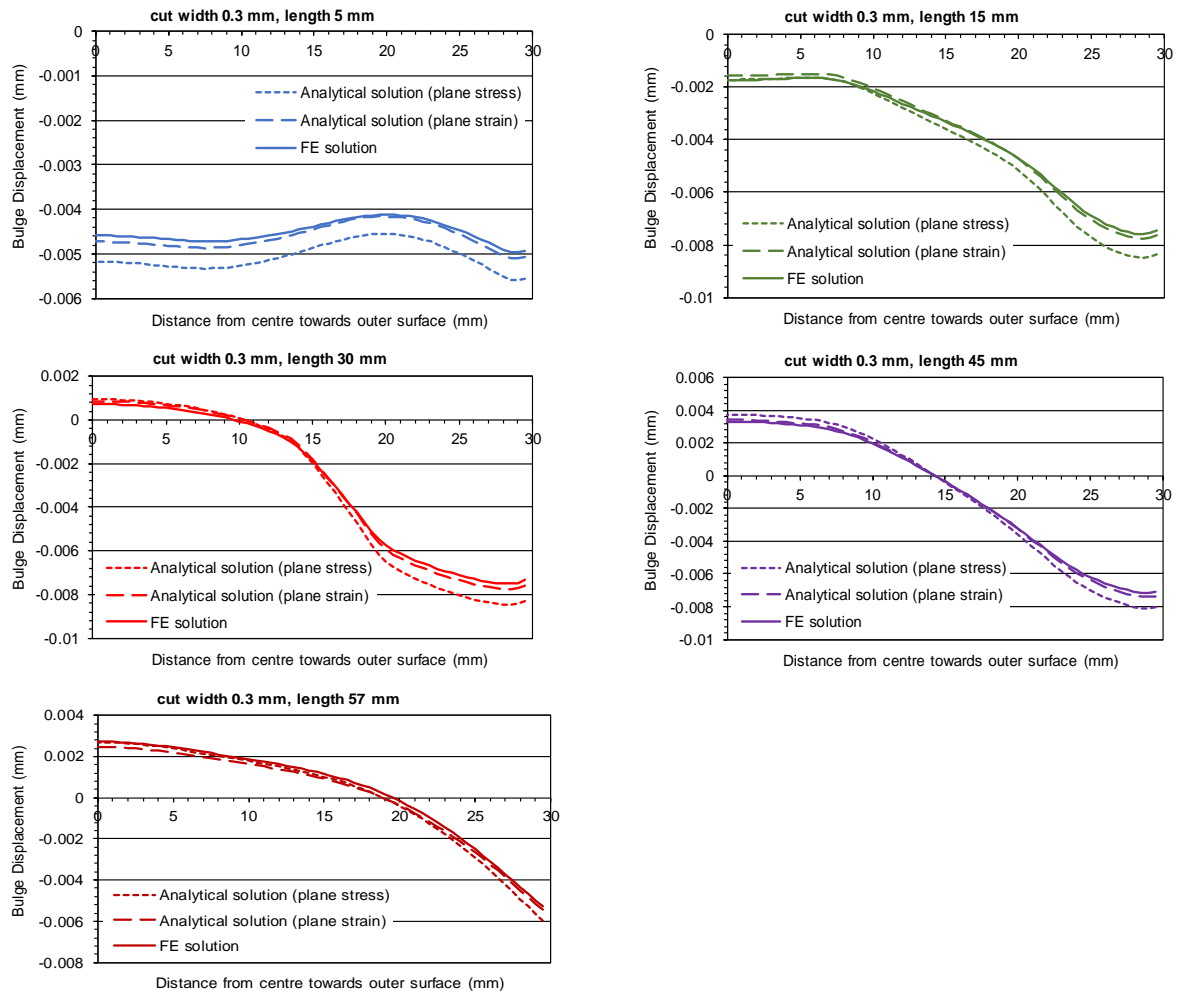 cut width 0.3 mm, length 5 mm
0
0 5 10 15 20 25 30
-0.001
-0.002
-0.003
-0.004
-0.005
-0.006
Bulge Displacement (mm)
Analytical solution (plane stress)
Analytical solution (plane strain)
FE solution
Distance from centre towards outer surface (mm)
cut width 0.3 mm, length 15 mm
0
0 5 10 15 20 25 30
-0.002
-0.004
-0.006
-0.008
-0.01
Bulge Displacement (mm)
Analytical solution (plane stress)
Analytical solution (plane strain)
FE solution
Distance from centre towards outer surface (mm)
cut width 0.3 mm, length 30 mm
0.002
0
0 5 10 15 20 25 30
-0.002
-0.004
-0.006
-0.008
-0.01
Bulge Displacement (mm)
Analytical solution (plane stress)
Analytical solution (plane strain)
FE solution
Distance from centre towards outer surface (mm)
cut width 0.3 mm, length 45 mm
0.006
0.004
0.002
0
0 5 10 15 20 25 30
-0.002
-0.004
-0.006
-0.008
-0.01
Bulge Displacement (mm)
Analytical solution (plane stress)
Analytical solution (plane strain)
FE solution
Distance from centre towards outer surface (mm)
cut width 0.3 mm, length 57 mm
0.004
0.002
0
0 5 10 15 20 25 30
-0.002
-0.004
-0.006
-0.008
Bulge Displacement (mm)
Analytical solution (plane stress)
Analytical solution (plane strain)
FE solution
Distance from centre towards outer surface (mm)